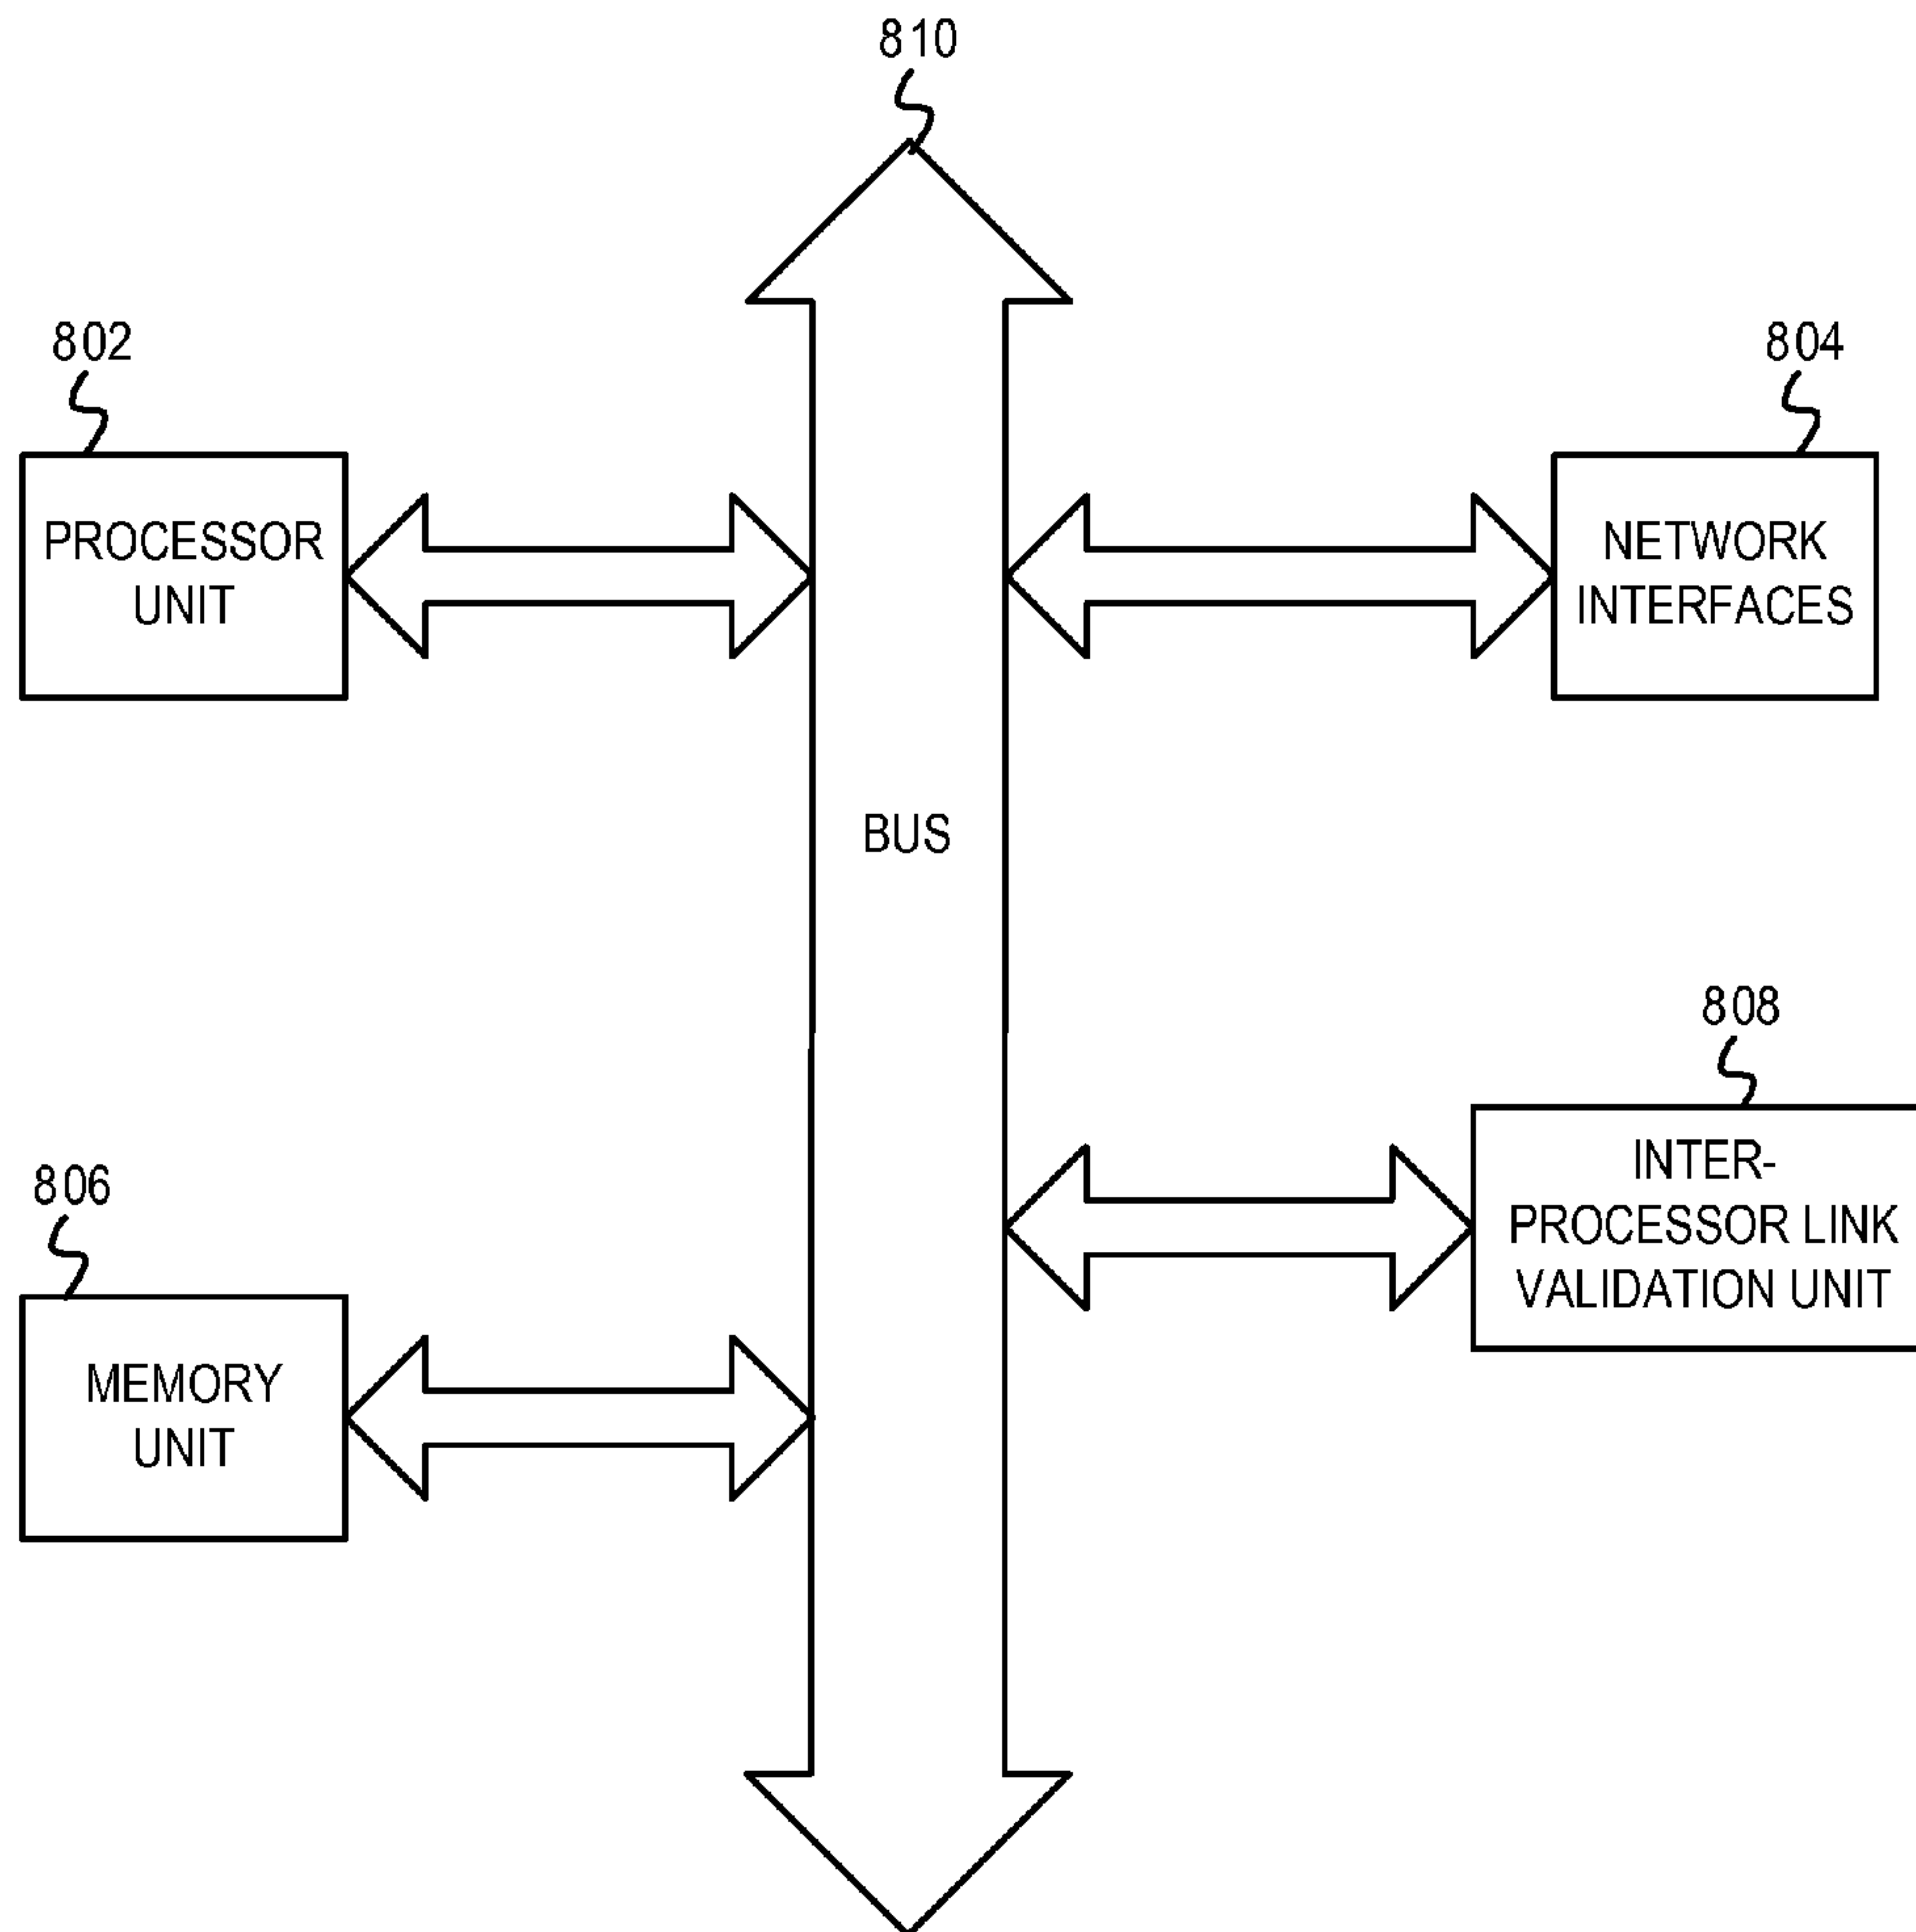 810
802
804
PROCESSOR
UNIT
NETWORK
INTERFACES
BUS
808
INTER-
PROCESSOR LINK
VALIDATION UNIT
806
MEMORY
UNIT